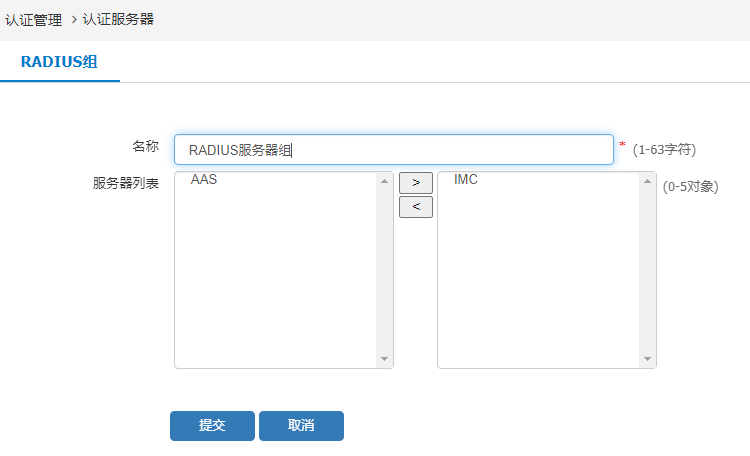 认证管理 > 认证服务器
RADIUS组
名称 RADIUS服务器组 * (1-63字符)
服务器列表 AAS > IMC (0-5对象)
<
提交 取消